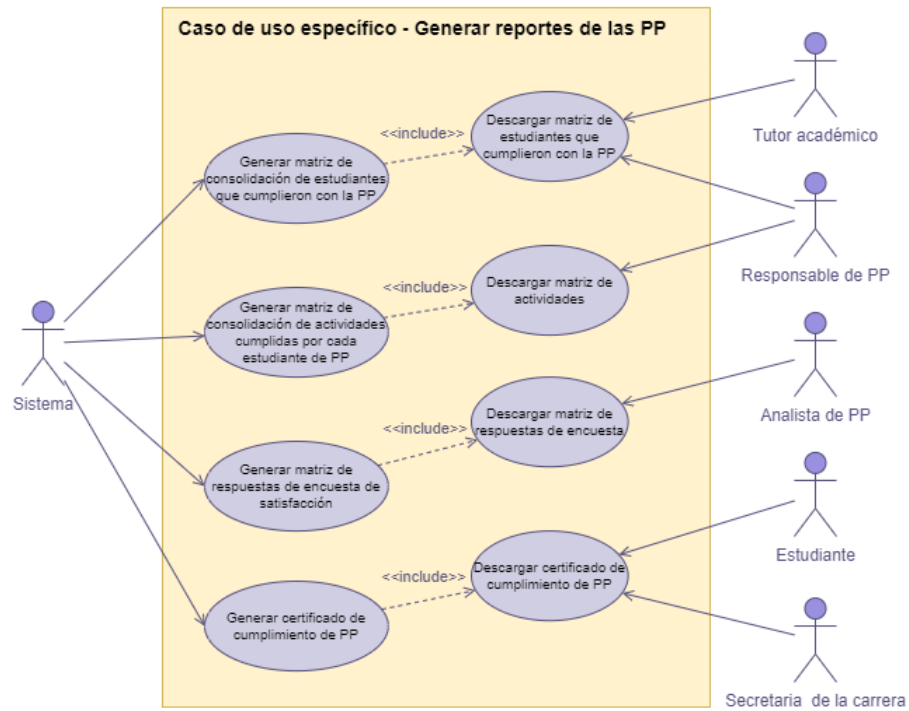 Caso de uso específico - Generar reportes de las PP
Tutor académico
<<include>>
Descargar matriz de
estudiantes que
cumplieron con la PP
Generar matriz de
consolidación de estudiantes
que cumplieron con la PP
Responsable de PP
<<include>>
Descargar matriz de
actividades
Generar matriz de
consolidación de actividades
cumplidas por cada
estudiante de PP
Sistema
Analista de PP
<<include>>
Descargar matriz de
respuestas de encuesta
Generar matriz de
respuestas de encuesta de
satisfacción
Estudiante
<<include>>
Descargar certificado de
cumplimiento de PP
Generar certificado de
cumplimiento de PP
Secretaria de la carrera